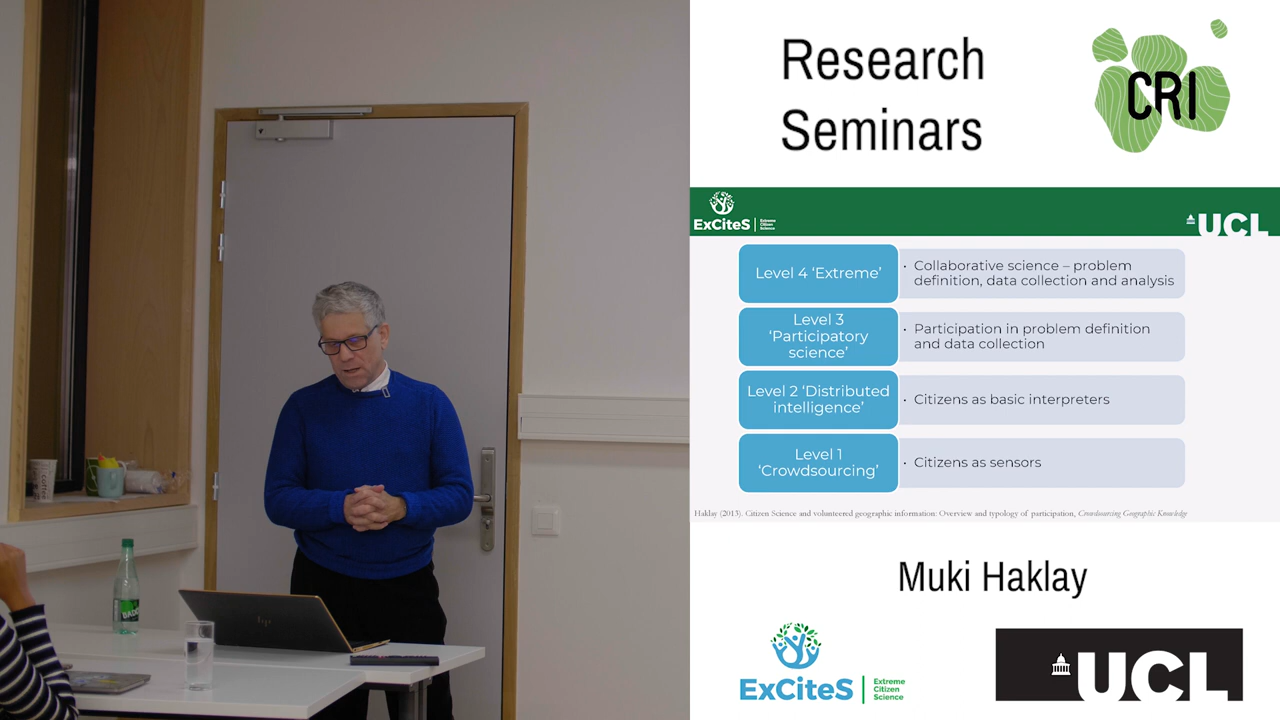 Research
Seminars
CRI
ExCiteS
Extreme
Citizen
Science
UCL
Level 4 ‘Extreme’
• Collaborative science – problem
definition, data collection and analysis
Level 3
‘Participatory
science’
• Participation in problem definition
and data collection
Level 2 ‘Distributed
intelligence’
• Citizens as basic interpreters
Level 1
‘Crowdsourcing’
• Citizens as sensors
Haklay (2013). Citizen Science and volunteered geographic information: Overview and typology of participation, Crowdsourcing Geographic Knowledge
Muki Haklay
ExCiteS
Extreme
Citizen
Science
UCL
hp